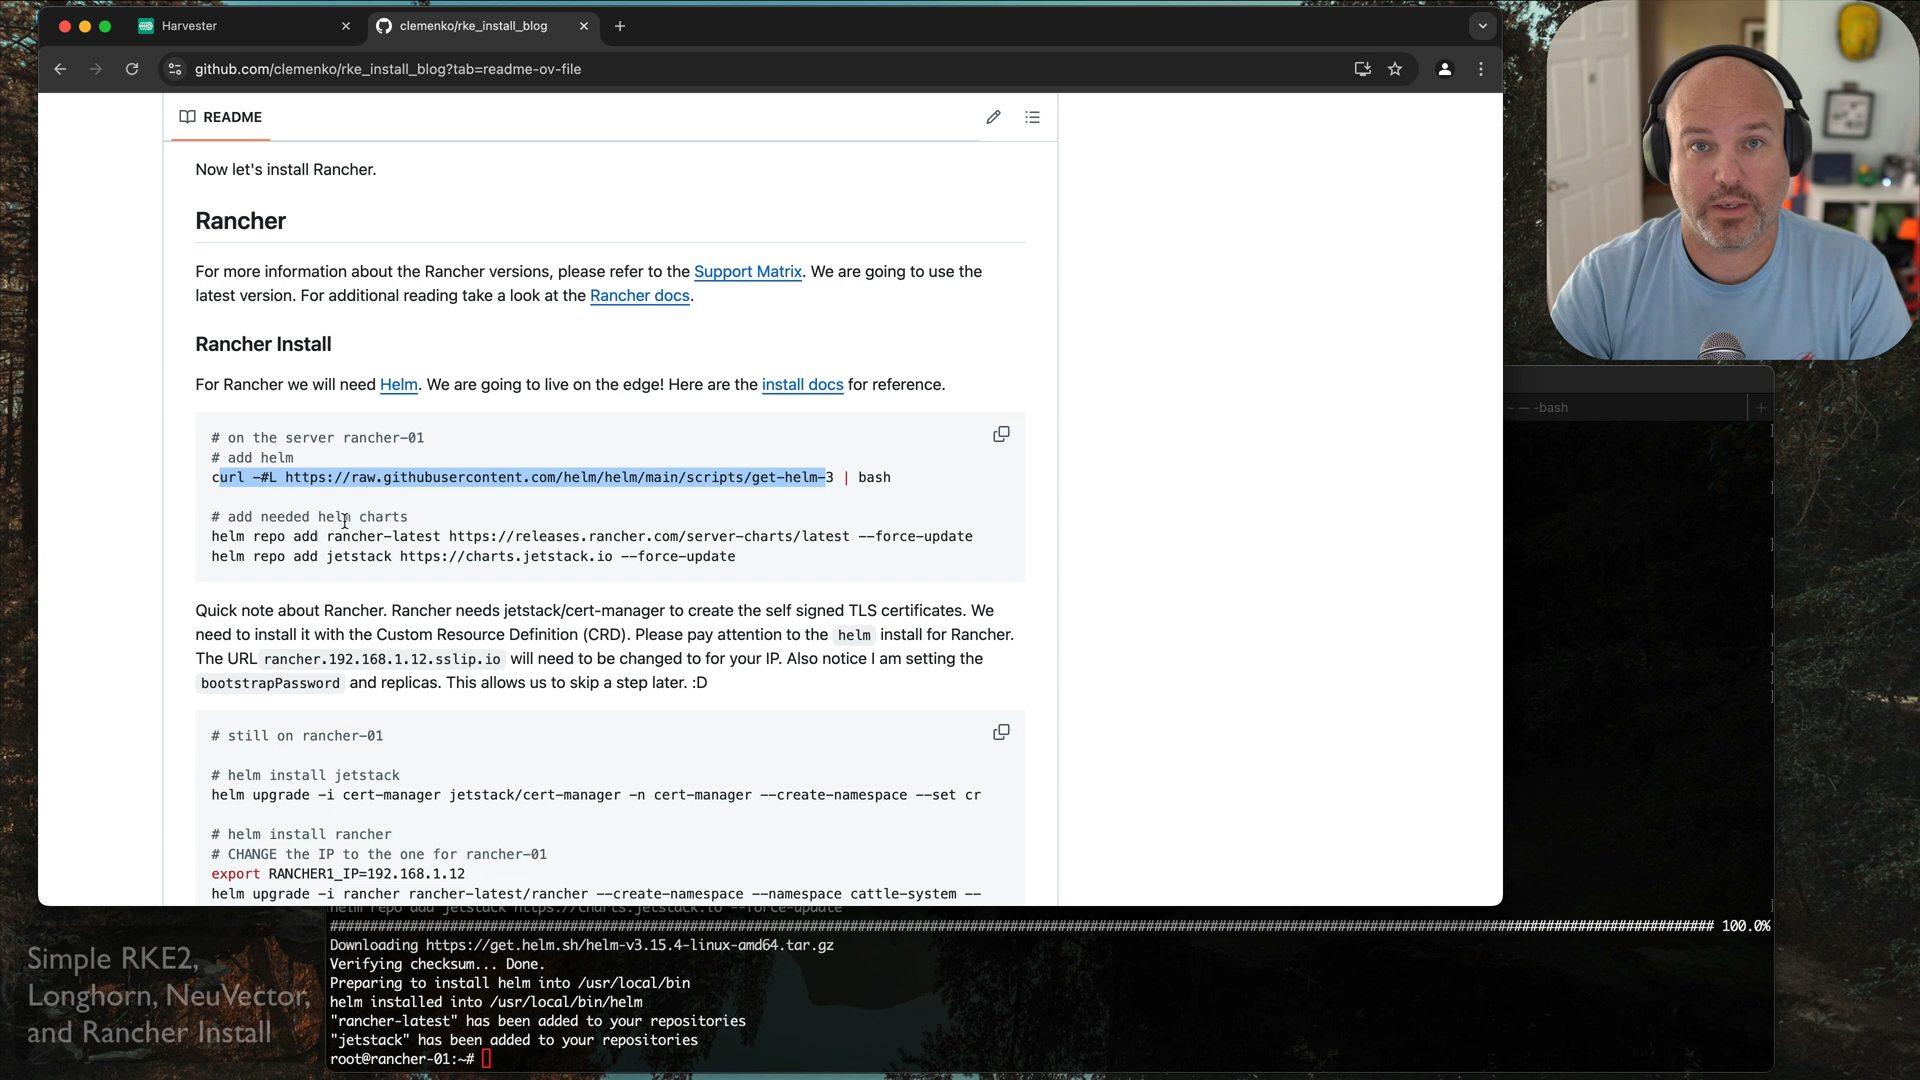 Harvester
clemenko/rke_install_blog
github.com/clemenko/rke_install_blog?tab=readme-ov-file
README
Now let's install Rancher.
Rancher
For more information about the Rancher versions, please refer to the Support Matrix. We are going to use the
latest version. For additional reading take a look at the Rancher docs.
Rancher Install
For Rancher we will need Helm. We are going to live on the edge! Here are the install docs for reference.
# on the server rancher-01
# add helm
curl -#L https://raw.githubusercontent.com/helm/helm/main/scripts/get-helm-3 | bash
# add needed helm charts
helm repo add rancher-latest https://releases.rancher.com/server-charts/latest --force-update
helm repo add jetstack https://charts.jetstack.io --force-update
Quick note about Rancher. Rancher needs jetstack/cert-manager to create the self signed TLS certificates. We
need to install it with the Custom Resource Definition (CRD). Please pay attention to the helm install for Rancher.
The URL rancher.192.168.1.12.sslip.io will need to be changed to for your IP. Also notice I am setting the
bootstrapPassword and replicas. This allows us to skip a step later. :D
# still on rancher-01
# helm install jetstack
helm upgrade -i cert-manager jetstack/cert-manager -n cert-manager --create-namespace --set cr
# helm install rancher
# CHANGE the IP to the one for rancher-01
export RANCHER1_IP=192.168.1.12
helm upgrade -i rancher rancher-latest/rancher --create-namespace --namespace cattle-system --
~ — -bash
helm repo add jetstack https://charts.jetstack.io --force-update
100.0%
Downloading https://get.helm.sh/helm-v3.15.4-linux-amd64.tar.gz
Verifying checksum... Done.
Preparing to install helm into /usr/local/bin
helm installed into /usr/local/bin/helm
"rancher-latest" has been added to your repositories
"jetstack" has been added to your repositories
root@rancher-01:~#
Simple RKE2,
Longhorn, NeuVector,
and Rancher Install